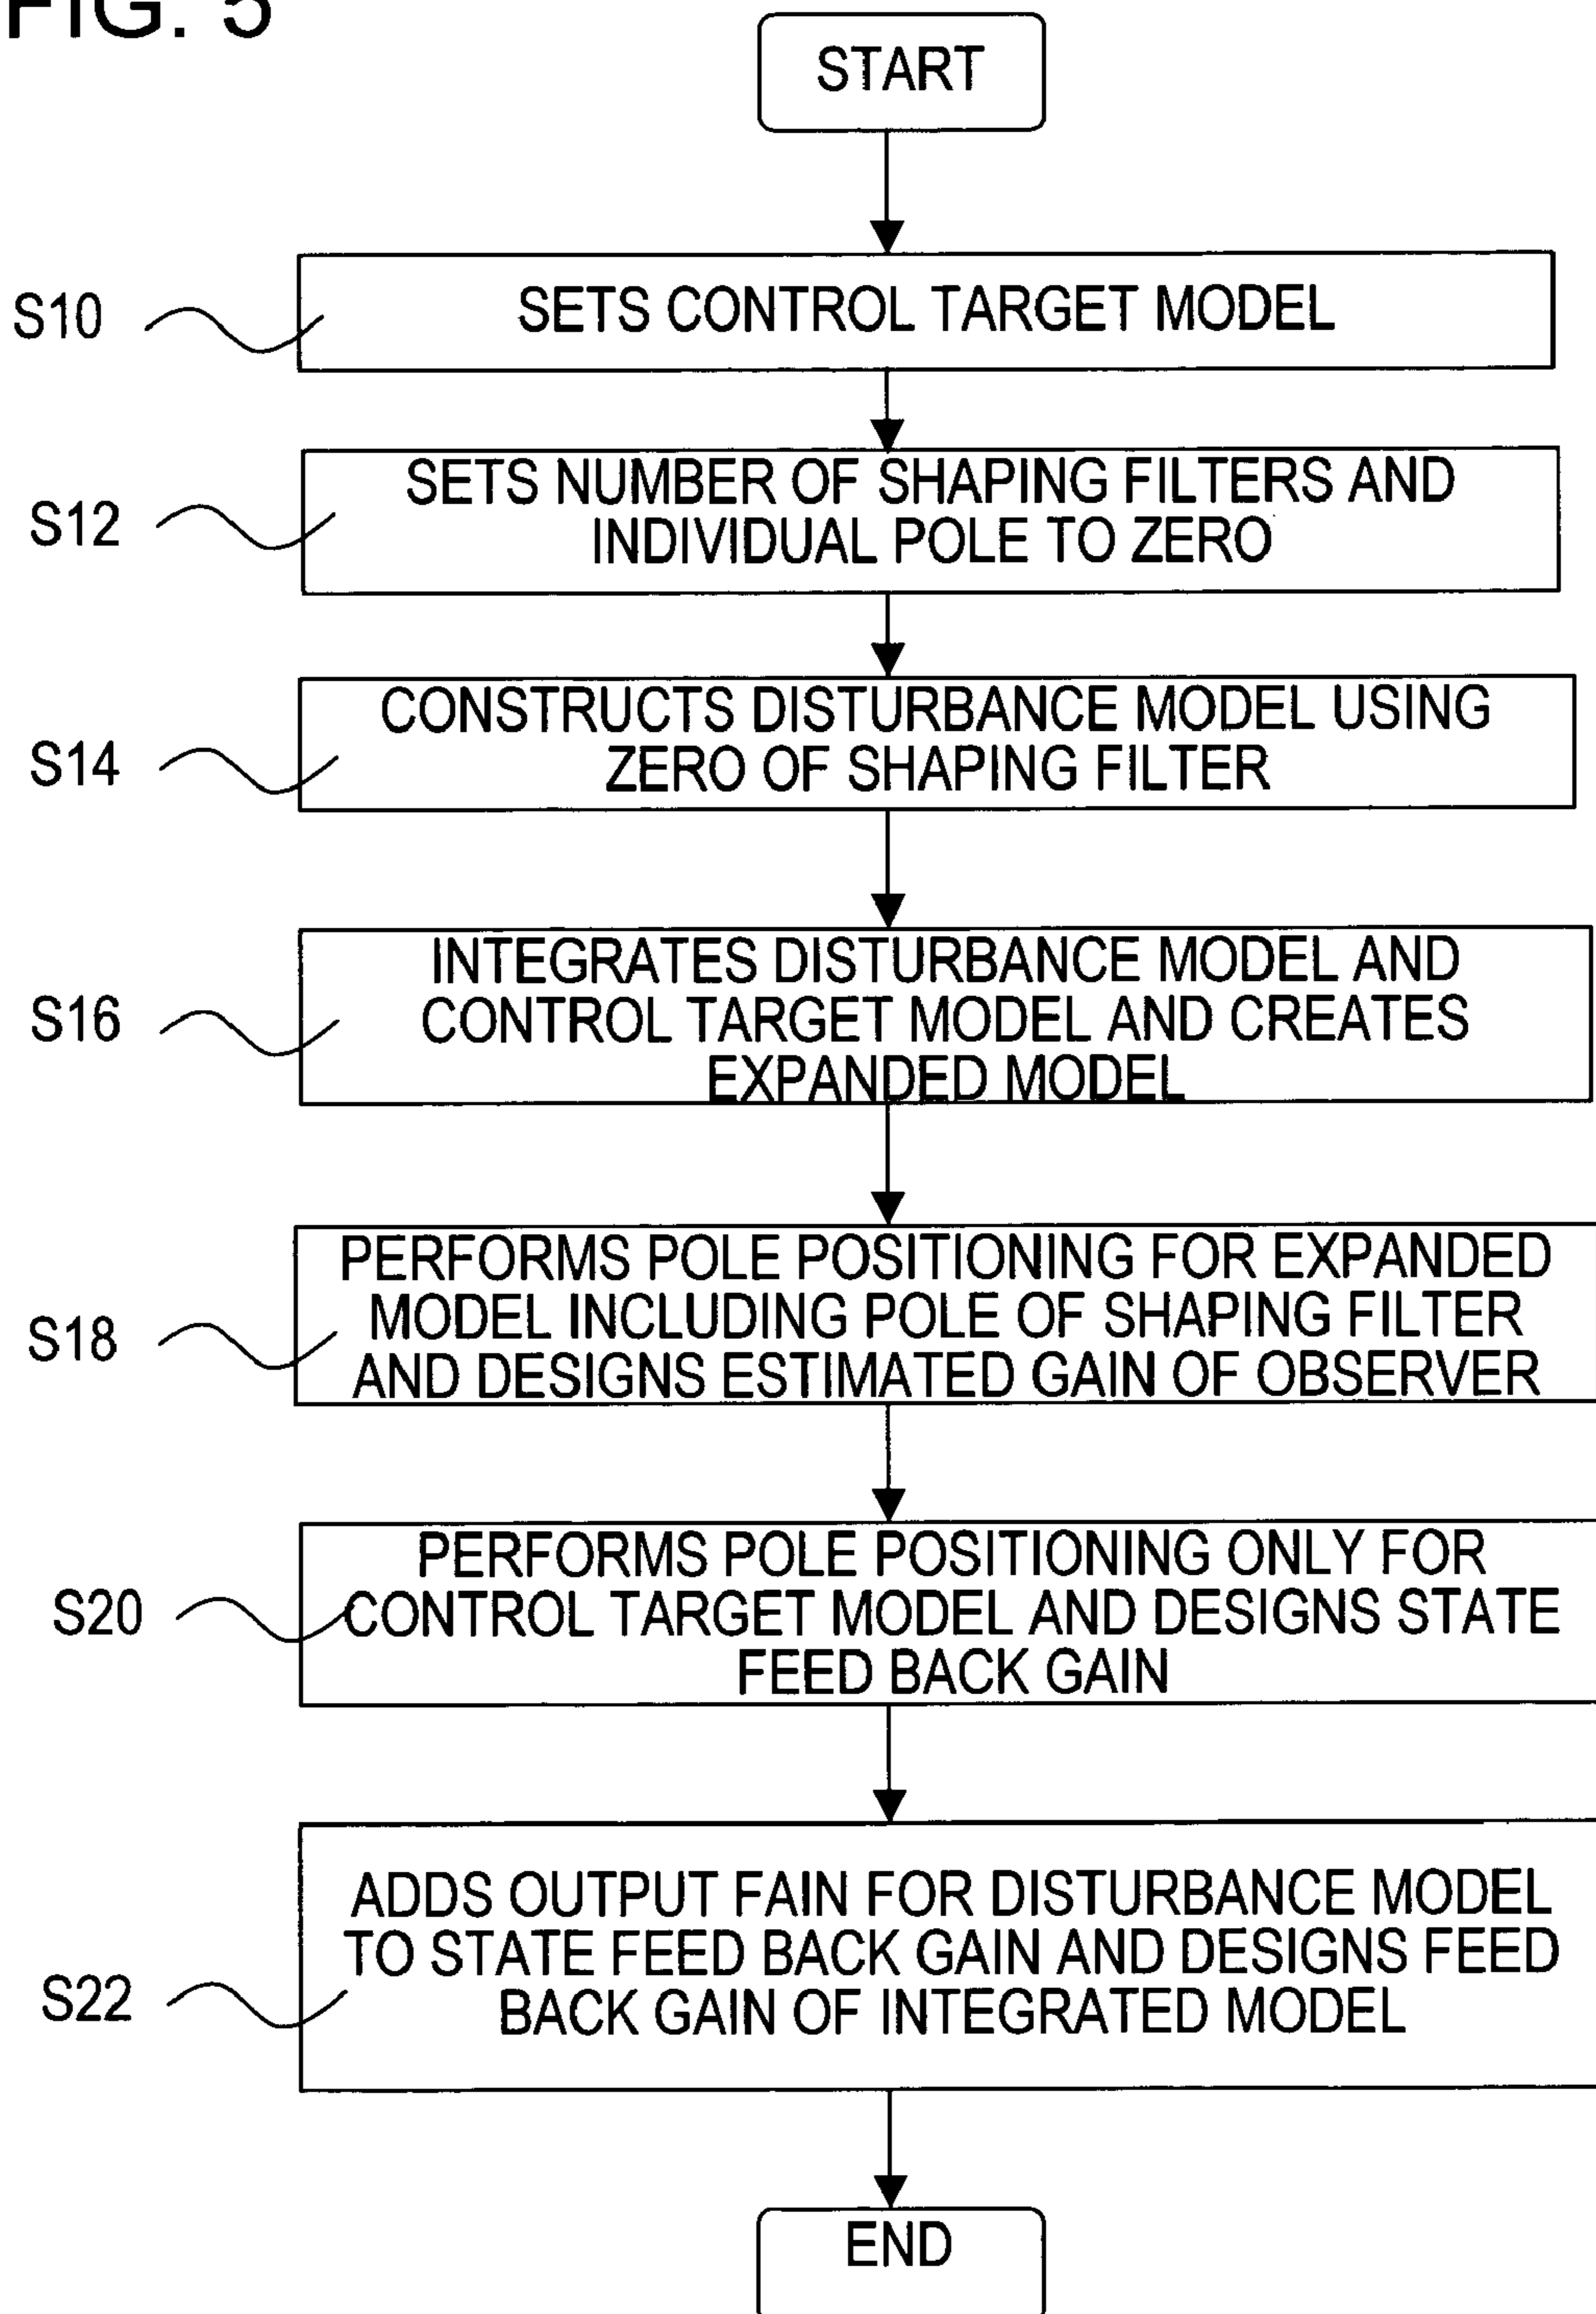 FIG. 5
START
S10
SETS CONTROL TARGET MODEL
S12
SETS NUMBER OF SHAPING FILTERS AND
INDIVIDUAL POLE TO ZERO
S14
CONSTRUCTS DISTURBANCE MODEL USING
ZERO OF SHAPING FILTER
S16
INTEGRATES DISTURBANCE MODEL AND
CONTROL TARGET MODEL AND CREATES
EXPANDED MODEL
S18
PERFORMS POLE POSITIONING FOR EXPANDED
MODEL INCLUDING POLE OF SHAPING FILTER
AND DESIGNS ESTIMATED GAIN OF OBSERVER
S20
PERFORMS POLE POSITIONING ONLY FOR
CONTROL TARGET MODEL AND DESIGNS STATE
FEED BACK GAIN
S22
ADDS OUTPUT FAIN FOR DISTURBANCE MODEL
TO STATE FEED BACK GAIN AND DESIGNS FEED
BACK GAIN OF INTEGRATED MODEL
END